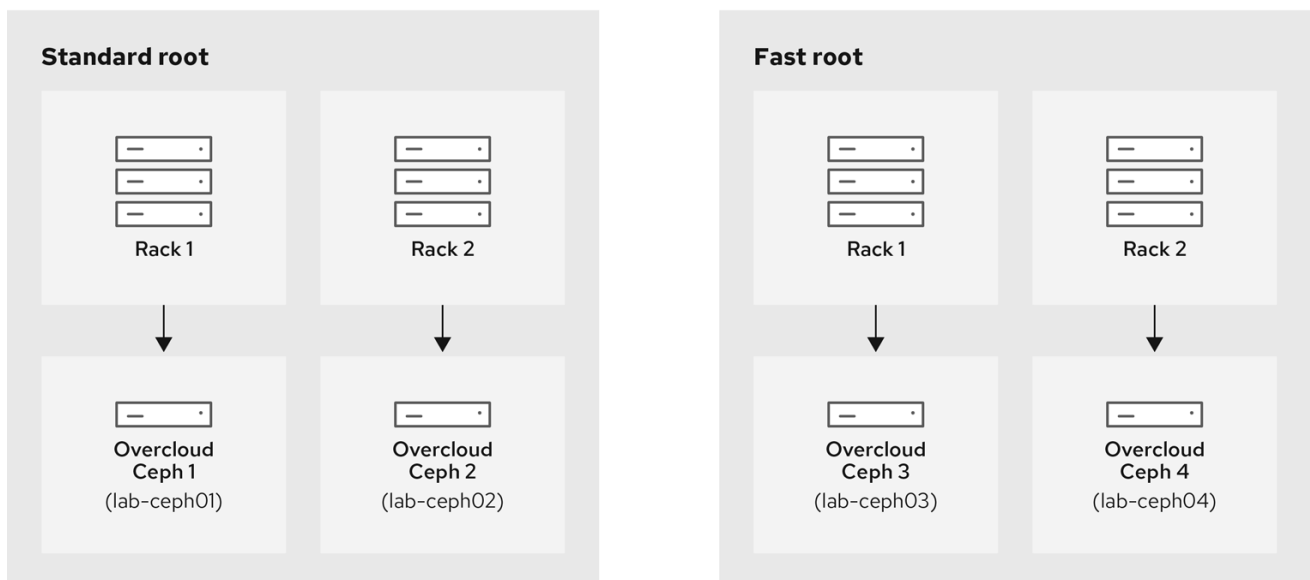 Standard root
Rack 1
Rack 2
Overcloud
Ceph 1
(lab-ceph01)
Overcloud
Ceph 2
(lab-ceph02)
Fast root
Rack 1
Rack 2
Overcloud
Ceph 3
(lab-ceph03)
Overcloud
Ceph 4
(lab-ceph04)